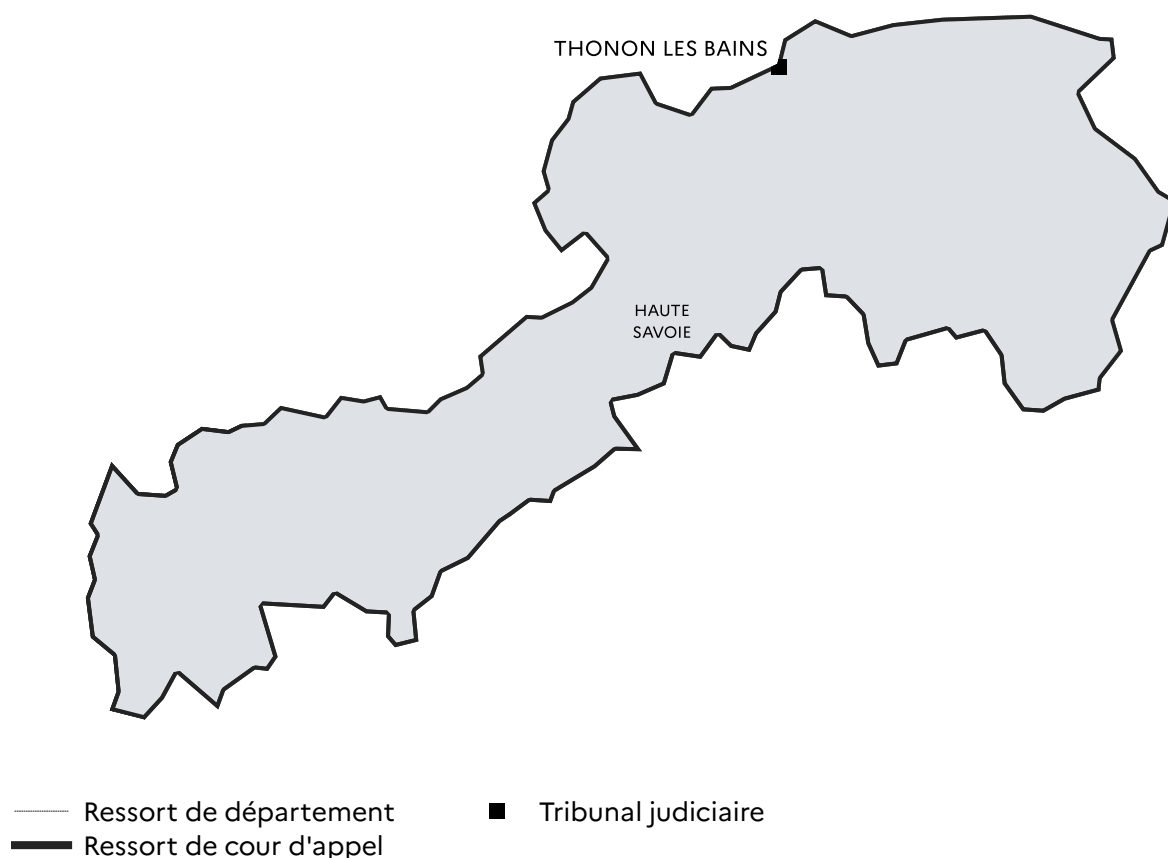 THONON LES BAINS
HAUTE
SAVOIE
Ressort de département
Tribunal judiciaire
Ressort de cour d'appel